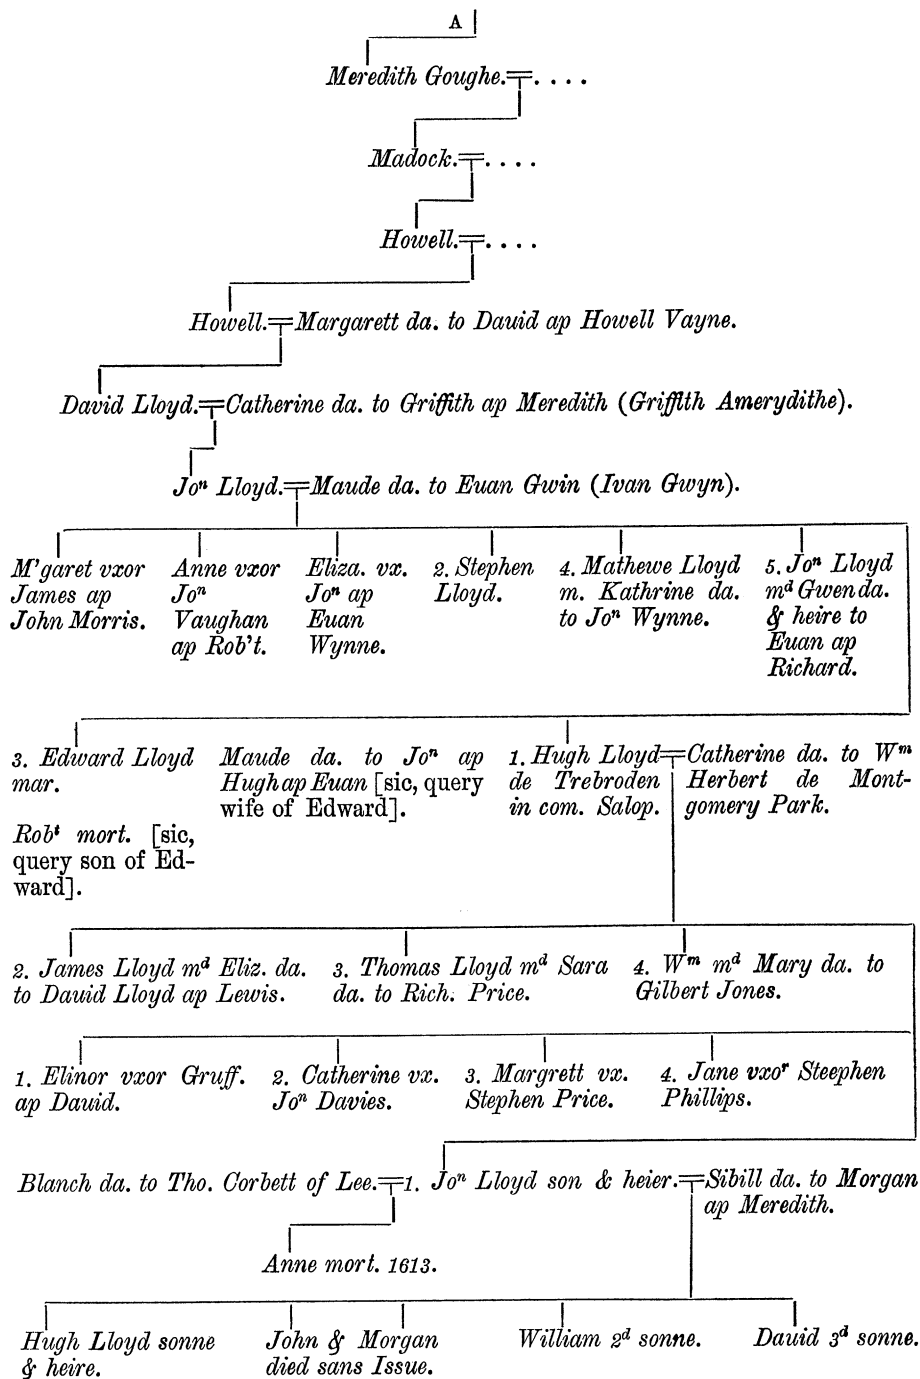 A
Meredith Goughe.=. . . .
Madock.=. . . .
Howell.=. . . .
Howell.=Margarett da. to Dauid ap Howell Vayne.
David Lloyd.=Catherine da. to Griffith ap Meredith (Griffith Amerydithe).
Joⁿ Lloyd.=Maude da. to Euan Gwin (Ivan Gwyn).
M'garet vxor
James ap
John Morris.
Anne vxor
Joⁿ
Vaughan
ap Rob't.
Eliza. vx.
Joⁿ ap
Euan
Wynne.
2. Stephen
Lloyd.
4. Mathewe Lloyd
m. Kathrine da.
to Joⁿ Wynne.
5. Joⁿ Lloyd
mᵈ Gwen da.
& heire to
Euan ap
Richard.
3. Edward Lloyd
mar.
Robᵗ mort. [sic,
query son of Ed-
ward].
Maude da. to Joⁿ ap
Hugh ap Euan [sic, query
wife of Edward].
1. Hugh Lloyd=
de Trebroden
in com. Salop.
Catherine da. to Wᵐ
Herbert de Mont-
gomery Park.
2. James Lloyd mᵈ Eliz. da.
to Dauid Lloyd ap Lewis.
3. Thomas Lloyd mᵈ Sara
da. to Rich. Price.
4. Wᵐ mᵈ Mary da. to
Gilbert Jones.
1. Elinor vxor Gruff.
ap Dauid.
2. Catherine vx.
Joⁿ Davies.
3. Margrett vx.
Stephen Price.
4. Jane vxoʳ Steephen
Phillips.
Blanch da. to Tho. Corbett of Lee.=1. Joⁿ Lloyd son & heier.=Sibill da. to Morgan
ap Meredith.
Anne mort. 1613.
Hugh Lloyd sonne
& heire.
John & Morgan
died sans Issue.
William 2ᵈ sonne.
Dauid 3ᵈ sonne.